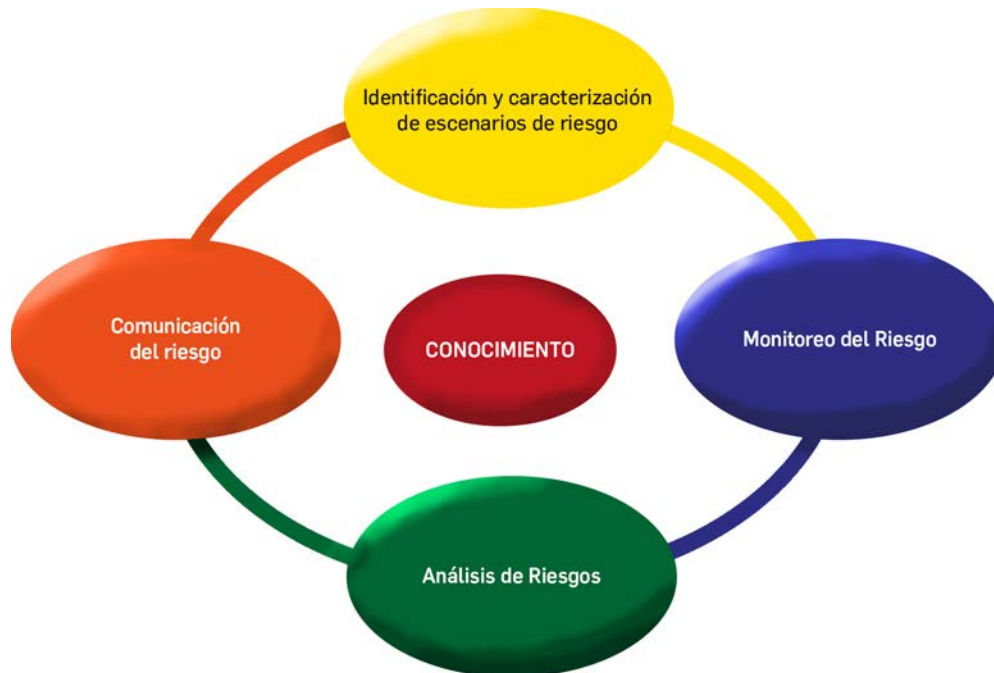 Identificación y caracterización
de escenarios de riesgo
Comunicación
del riesgo
CONOCIMIENTO
Monitoreo del Riesgo
Análisis de Riesgos